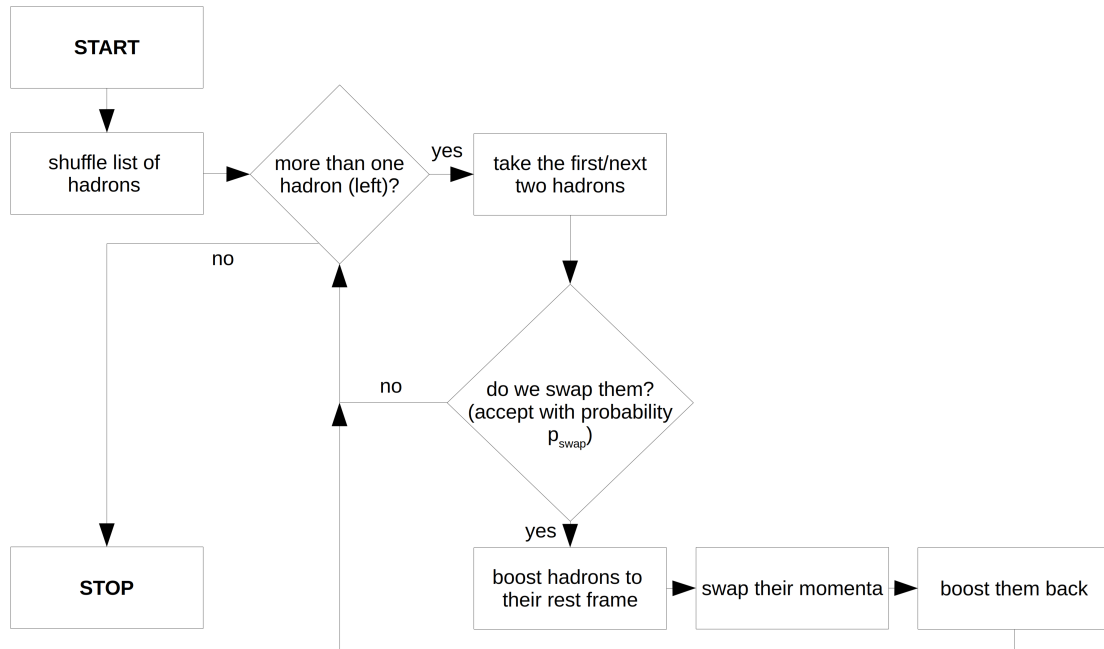 START
shuffle list of
hadrons
more than one
hadron (left)?
yes
take the first/next
two hadrons
no
do we swap them?
(accept with probability
p_swap)
no
yes
boost hadrons to
their rest frame
swap their momenta
boost them back
STOP